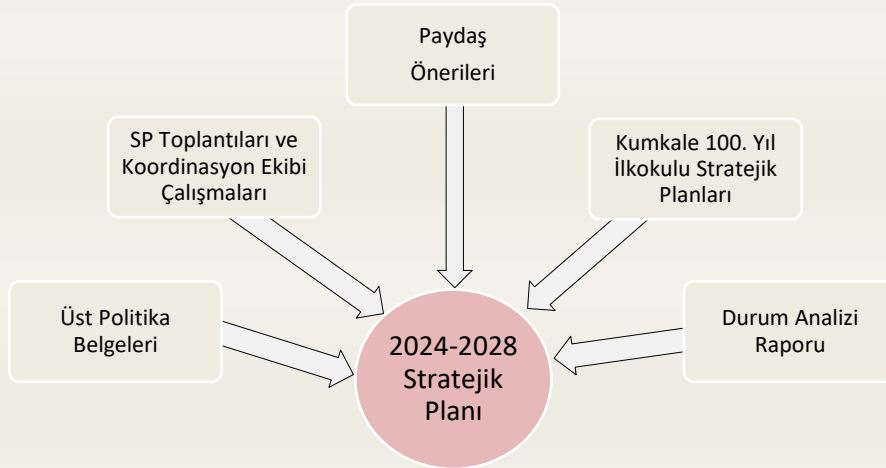 Paydaş
Önerileri
SP Toplantıları ve
Koordinasyon Ekibi
Çalışmaları
Kumkale 100. Yıl
İlkokulu Stratejik
Planları
Üst Politika
Belgeleri
2024-2028
Stratejik
Planı
Durum Analizi
Raporu